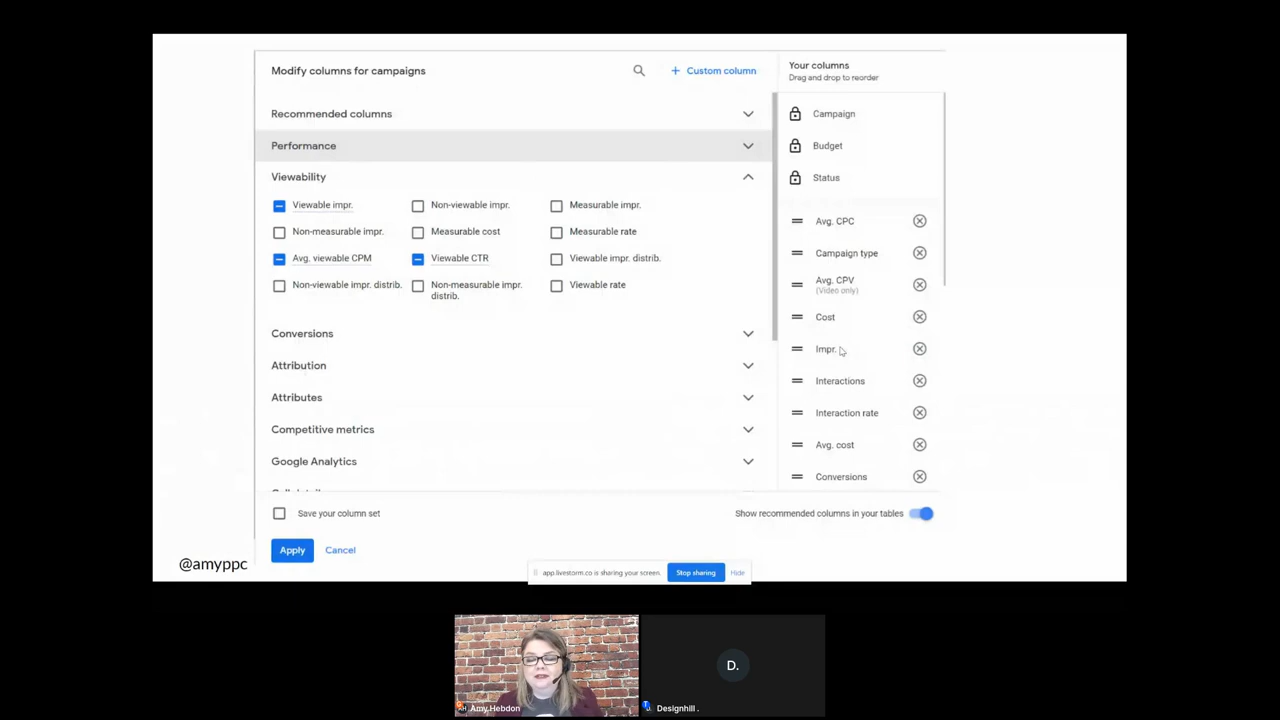 Modify columns for campaigns
+ Custom column
Your columns
Drag and drop to reorder
Recommended columns
Performance
Viewability
Viewable impr.
Non-viewable impr.
Measurable impr.
Non-measurable impr.
Measurable cost
Measurable rate
Avg. viewable CPM
Viewable CTR
Viewable impr. distrib.
Non-viewable impr. distrib.
Non-measurable impr.
distrib.
Viewable rate
Conversions
Attribution
Attributes
Competitive metrics
Google Analytics
Campaign
Budget
Status
Avg. CPC
Campaign type
Avg. CPV
(Video only)
Cost
Impr.
Interactions
Interaction rate
Avg. cost
Conversions
Save your column set
Show recommended columns in your tables
Apply
Cancel
@amyppc
app.livestorm.co is sharing your screen.
Stop sharing
Hide
Amy Hebdon
D.
Designhill .